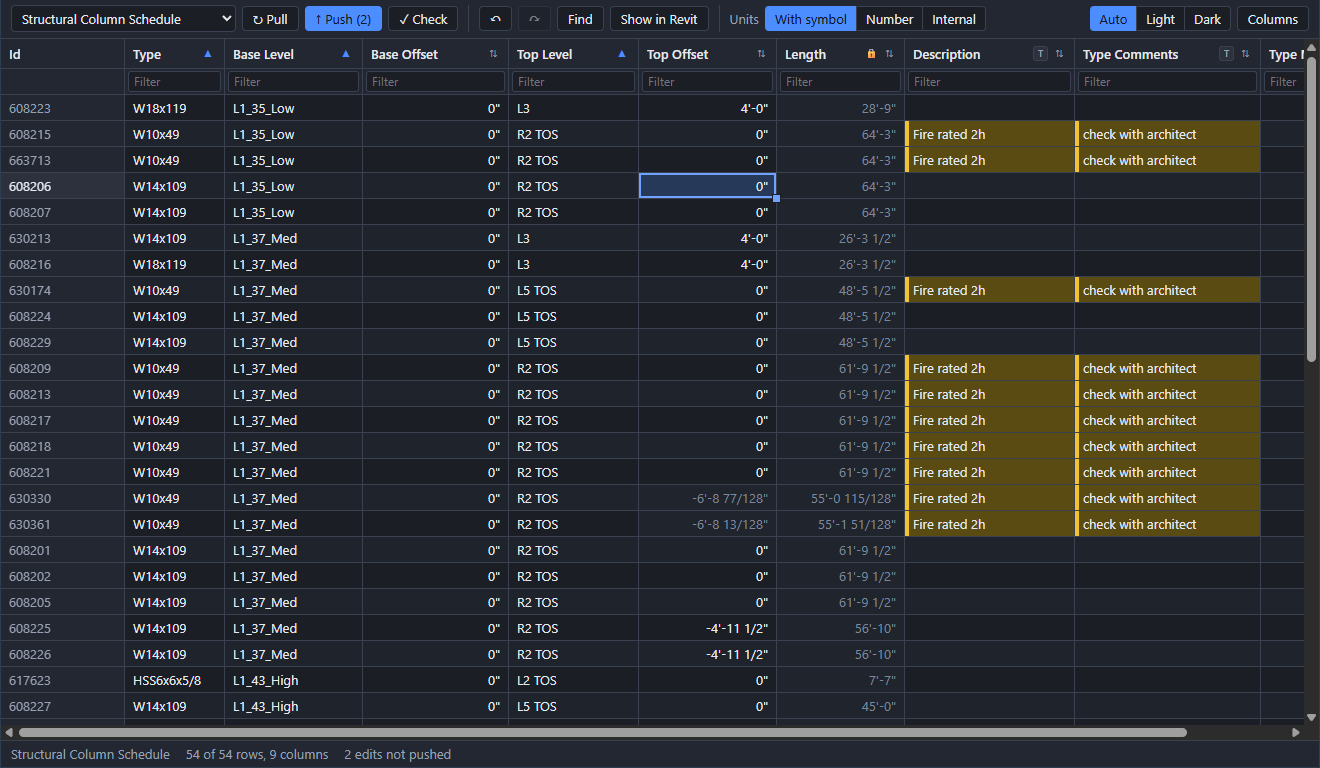 Structural Column Schedule ↻ Pull ↑ Push (2) ✓ Check Find Show in Revit Units With symbol Number Internal Auto Light Dark Columns
Id Type Base Level Base Offset Top Level Top Offset Length Description T Type Comments T Type
Filter Filter Filter Filter Filter Filter Filter Filter Filter
608223 W18x119 L1_35_Low 0" L3 4'-0" 28'-9"
608215 W10x49 L1_35_Low 0" R2 TOS 0" 64'-3" Fire rated 2h check with architect
663713 W10x49 L1_35_Low 0" R2 TOS 0" 64'-3" Fire rated 2h check with architect
608206 W14x109 L1_35_Low 0" R2 TOS 0" 64'-3"
608207 W14x109 L1_35_Low 0" R2 TOS 0" 64'-3"
630213 W14x109 L1_37_Med 0" L3 4'-0" 26'-3 1/2"
608216 W18x119 L1_37_Med 0" L3 4'-0" 26'-3 1/2"
630174 W10x49 L1_37_Med 0" L5 TOS 0" 48'-5 1/2" Fire rated 2h check with architect
608224 W14x109 L1_37_Med 0" L5 TOS 0" 48'-5 1/2"
608229 W14x109 L1_37_Med 0" L5 TOS 0" 48'-5 1/2"
608209 W10x49 L1_37_Med 0" R2 TOS 0" 61'-9 1/2" Fire rated 2h check with architect
608213 W10x49 L1_37_Med 0" R2 TOS 0" 61'-9 1/2" Fire rated 2h check with architect
608217 W10x49 L1_37_Med 0" R2 TOS 0" 61'-9 1/2" Fire rated 2h check with architect
608218 W10x49 L1_37_Med 0" R2 TOS 0" 61'-9 1/2" Fire rated 2h check with architect
608221 W10x49 L1_37_Med 0" R2 TOS 0" 61'-9 1/2" Fire rated 2h check with architect
630330 W10x49 L1_37_Med 0" R2 TOS -6'-8 77/128" 55'-0 115/128" Fire rated 2h check with architect
630361 W10x49 L1_37_Med 0" R2 TOS -6'-8 13/128" 55'-1 51/128" Fire rated 2h check with architect
608201 W14x109 L1_37_Med 0" R2 TOS 0" 61'-9 1/2"
608202 W14x109 L1_37_Med 0" R2 TOS 0" 61'-9 1/2"
608205 W14x109 L1_37_Med 0" R2 TOS 0" 61'-9 1/2"
608225 W14x109 L1_37_Med 0" R2 TOS -4'-11 1/2" 56'-10"
608226 W14x109 L1_37_Med 0" R2 TOS -4'-11 1/2" 56'-10"
617623 HSS6x6x5/8 L1_43_High 0" L2 TOS 0" 7'-7"
608227 W14x109 L1_43_High 0" L5 TOS 0" 45'-0"
Structural Column Schedule 54 of 54 rows, 9 columns 2 edits not pushed